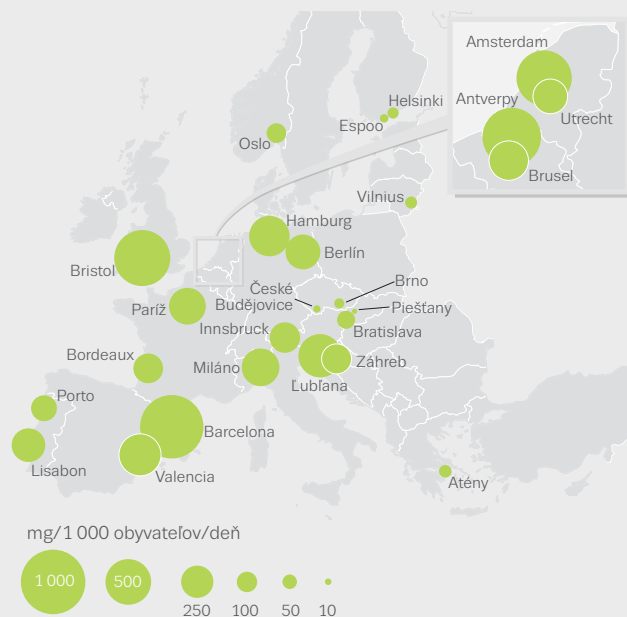 Amsterdam
Antverpy
Utrecht
Brusel
Helsinki
Espoo
Oslo
Vilnius
Hamburg
Berlín
Bristol
České
Budějovice
Brno
Piešťany
Paríž
Innsbruck
Bratislava
Bordeaux
Miláno
Záhreb
Ľubľana
Porto
Barcelona
Lisabon
Valencia
Atény
mg/1 000 obyvateľov/deň
1 000 500 250 100 50 10